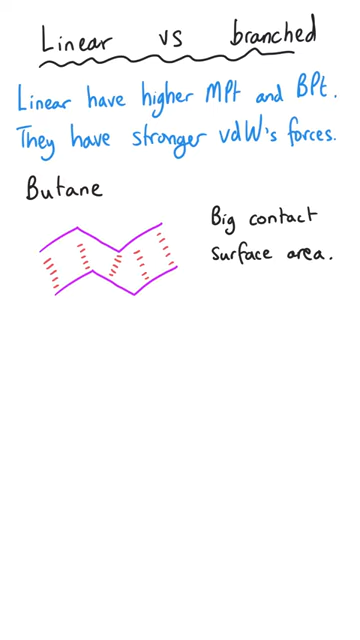 Linear vs branched
Linear have higher MPt and BPt.
They have stronger vdW's forces.
Butane
Big contact
surface area.